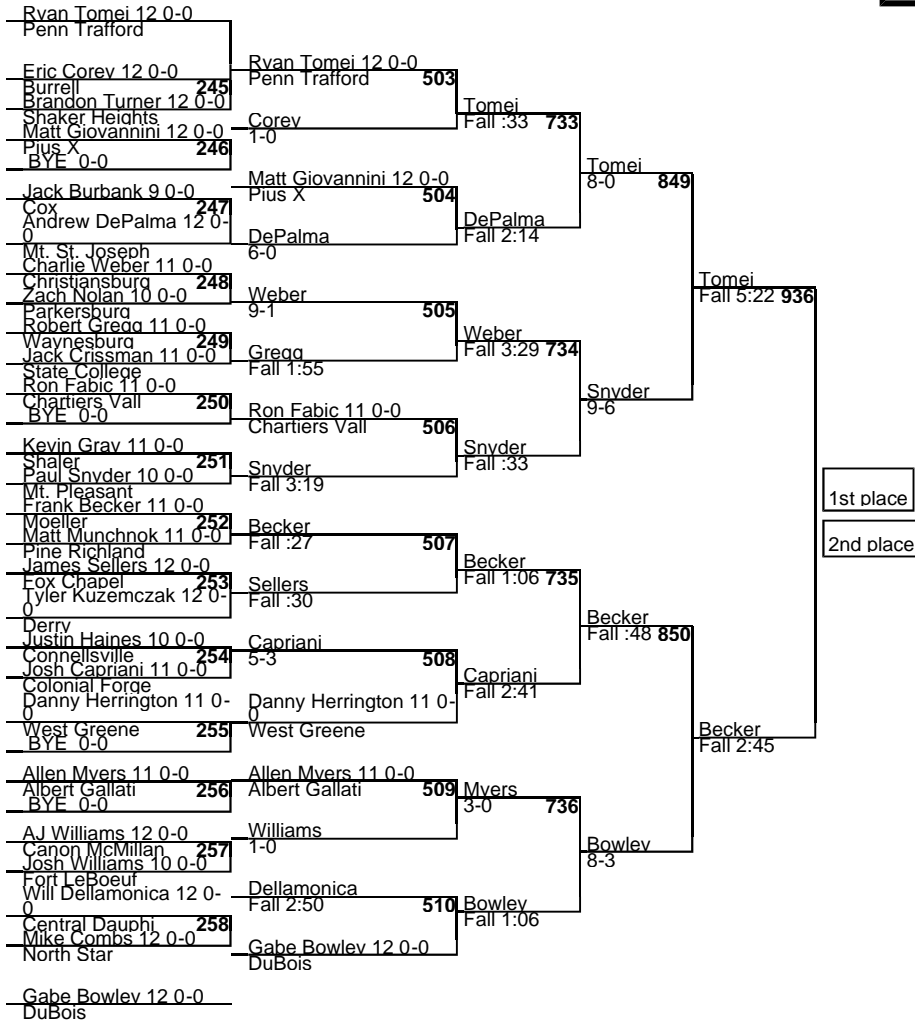 Ryan Tomei 12 0-0
Penn Trafford
Eric Corey 12 0-0
Burrell 245
Brandon Turner 12 0-0
Shaker Heights
Matt Giovannini 12 0-0
Pius X 246
BYE 0-0
Jack Burbank 9 0-0
Cox 247
Andrew DePalma 12 0-
0
Mt. St. Joseph
Charlie Weber 11 0-0
Christiansburg 248
Zach Nolan 10 0-0
Parkersburg
Robert Gregg 11 0-0
Waynesburg 249
Jack Crissman 11 0-0
State College
Ron Fabic 11 0-0
Chartiers Vall 250
BYE 0-0
Kevin Gray 11 0-0
Shaler 251
Paul Snyder 10 0-0
Mt. Pleasant
Frank Becker 11 0-0
Moeller 252
Matt Munchnok 11 0-0
Pine Richland
James Sellers 12 0-0
Fox Chapel 253
Tyler Kuzemczak 12 0-
0
Derry
Justin Haines 10 0-0
Connellsville 254
Josh Capriani 11 0-0
Colonial Forge
Danny Herrington 11 0-
0
West Greene 255
BYE 0-0
Allen Myers 11 0-0
Albert Gallati 256
BYE 0-0
AJ Williams 12 0-0
Canon McMillan 257
Josh Williams 10 0-0
Fort LeBoeuf
Will Dellamonica 12 0-
0
Central Dauphi 258
Mike Combs 12 0-0
North Star
Gabe Bowley 12 0-0
DuBois
Ryan Tomei 12 0-0
Penn Trafford 503
Corey
1-0
Matt Giovannini 12 0-0
Pius X 504
DePalma
6-0
Weber
9-1 505
Gregg
Fall 1:55
Ron Fabic 11 0-0
Chartiers Vall 506
Snyder
Fall 3:19
Becker
Fall :27 507
Sellers
Fall :30
Capriani
5-3 508
Danny Herrington 11 0-
0
West Greene
Allen Myers 11 0-0
Albert Gallati 509
Williams
1-0
Dellamonica
Fall 2:50 510
Gabe Bowley 12 0-0
DuBois
Tomei
Fall :33 733
DePalma
Fall 2:14
Weber
Fall 3:29 734
Snyder
Fall :33
Becker
Fall 1:06 735
Capriani
Fall 2:41
Myers
3-0 736
Bowley
Fall 1:06
Tomei
8-0 849
Snyder
9-6
Becker
Fall :48 850
Bowley
8-3
Tomei
Fall 5:22 936
Becker
Fall 2:45
1st place
2nd place